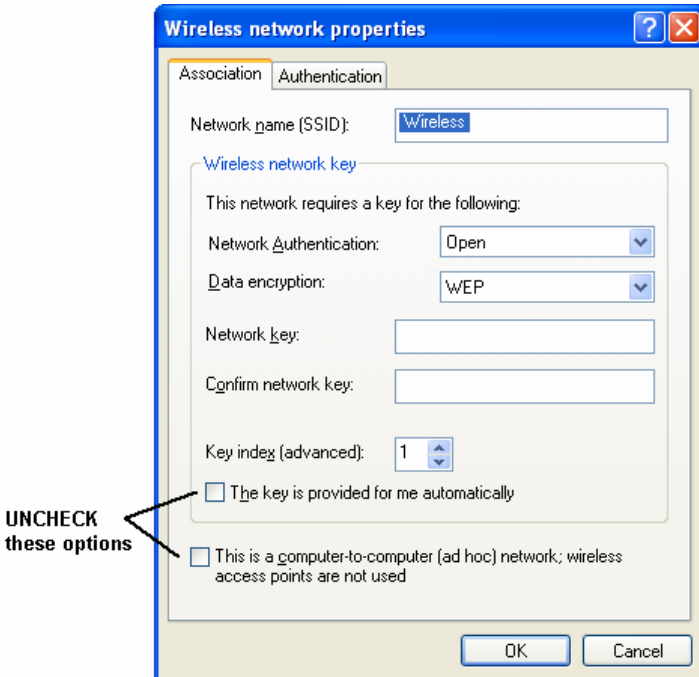 Wireless network properties
Association Authentication
Network name (SSID): Wireless
Wireless network key
This network requires a key for the following:
Network Authentication: Open
Data encryption: WEP
Network key:
Confirm network key:
Key index (advanced): 1
The key is provided for me automatically
UNCHECK
these options
This is a computer-to-computer (ad hoc) network; wireless
access points are not used
OK Cancel